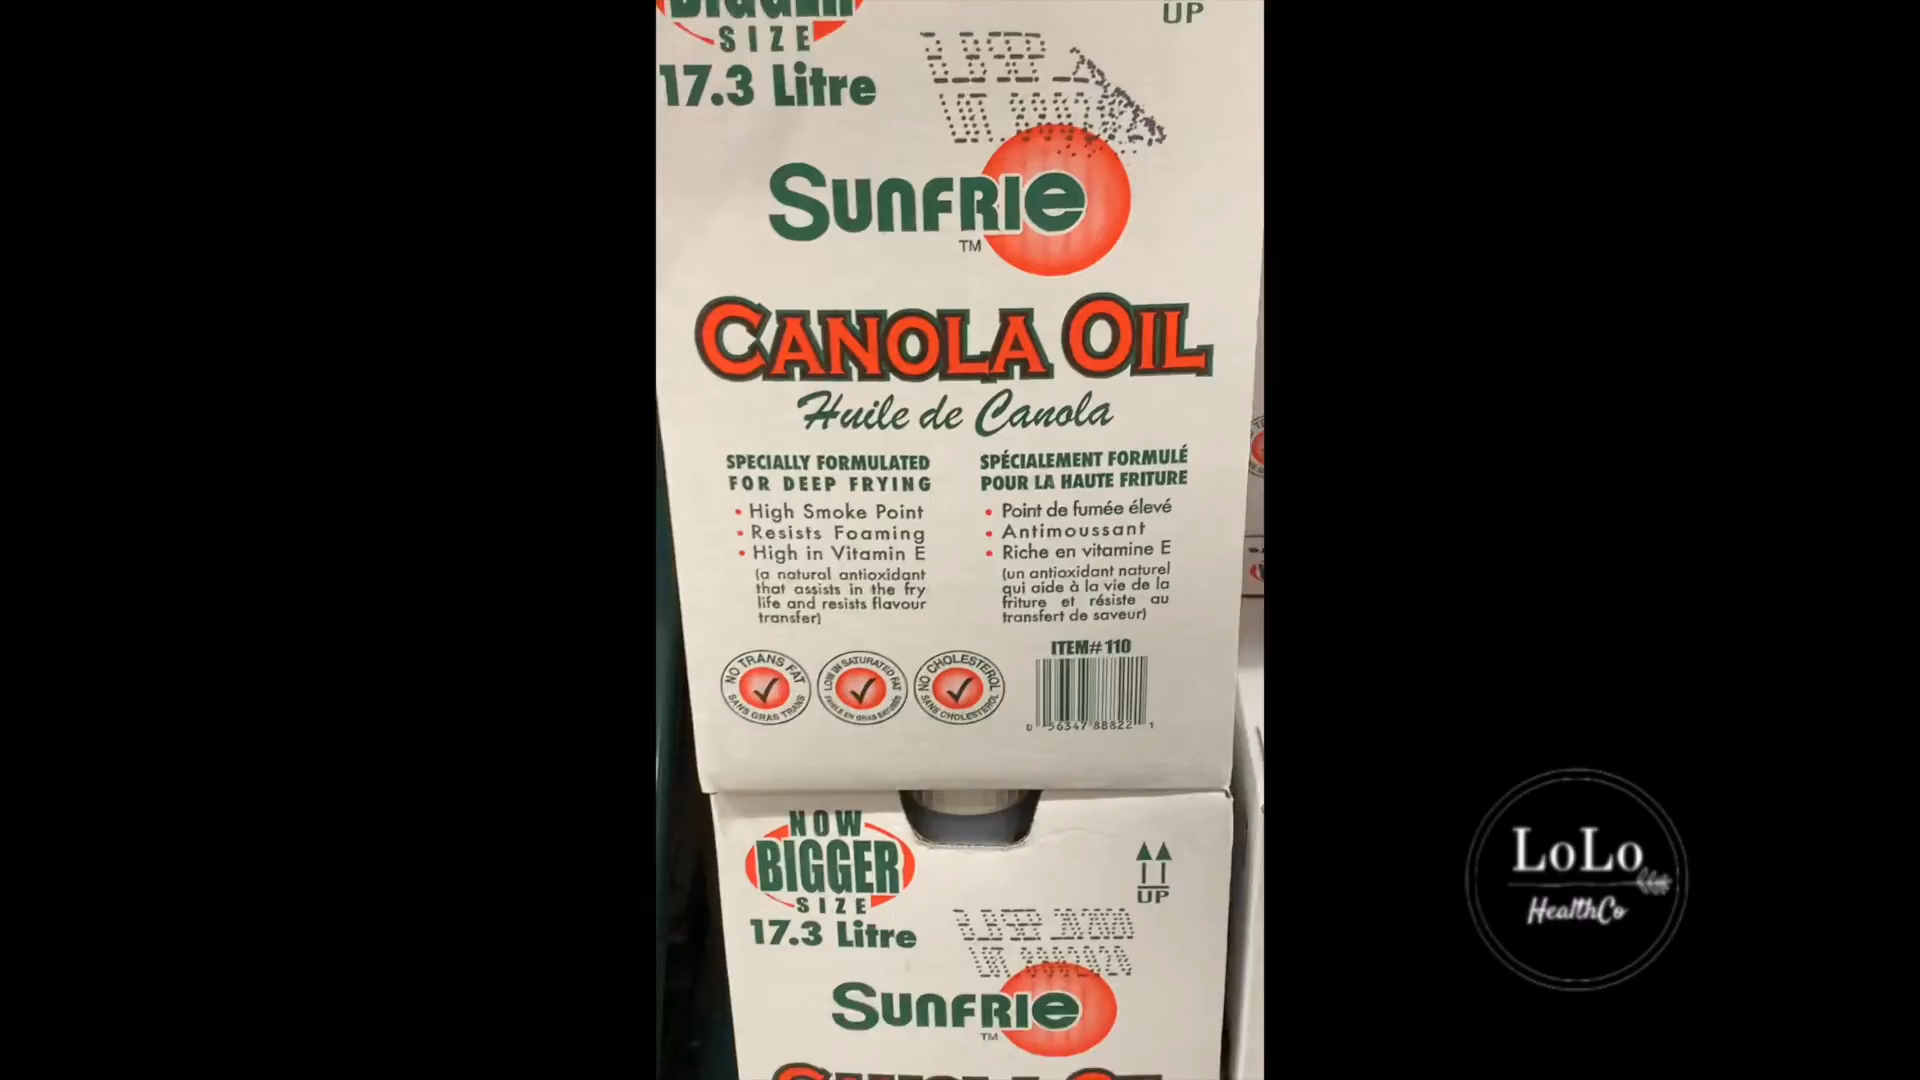 BIGGER
SIZE
17.3 Litre
UP
SUNFRIE
TM
CANOLA OIL
Huile de Canola
SPECIALLY FORMULATED
FOR DEEP FRYING
• High Smoke Point
• Resists Foaming
• High in Vitamin E
(a natural antioxidant
that assists in the fry
life and resists flavour
transfer)
SPÉCIALEMENT FORMULÉ
POUR LA HAUTE FRITURE
• Point de fumée élevé
• Antimoussant
• Riche en vitamine E
(un antioxidant naturel
qui aide à la vie de la
friture et résiste au
transfert de saveur)
NO TRANS FAT
SANS GRAS TRANS
LOW IN SATURATED FAT
FAIBLE EN GRAS SATURÉS
NO CHOLESTEROL
SANS CHOLESTEROL
ITEM# 110
0 56347 88822 1
NOW
BIGGER
SIZE
17.3 Litre
UP
SUNFRIE
TM
CANOLA OIL
LoLo
HealthCo